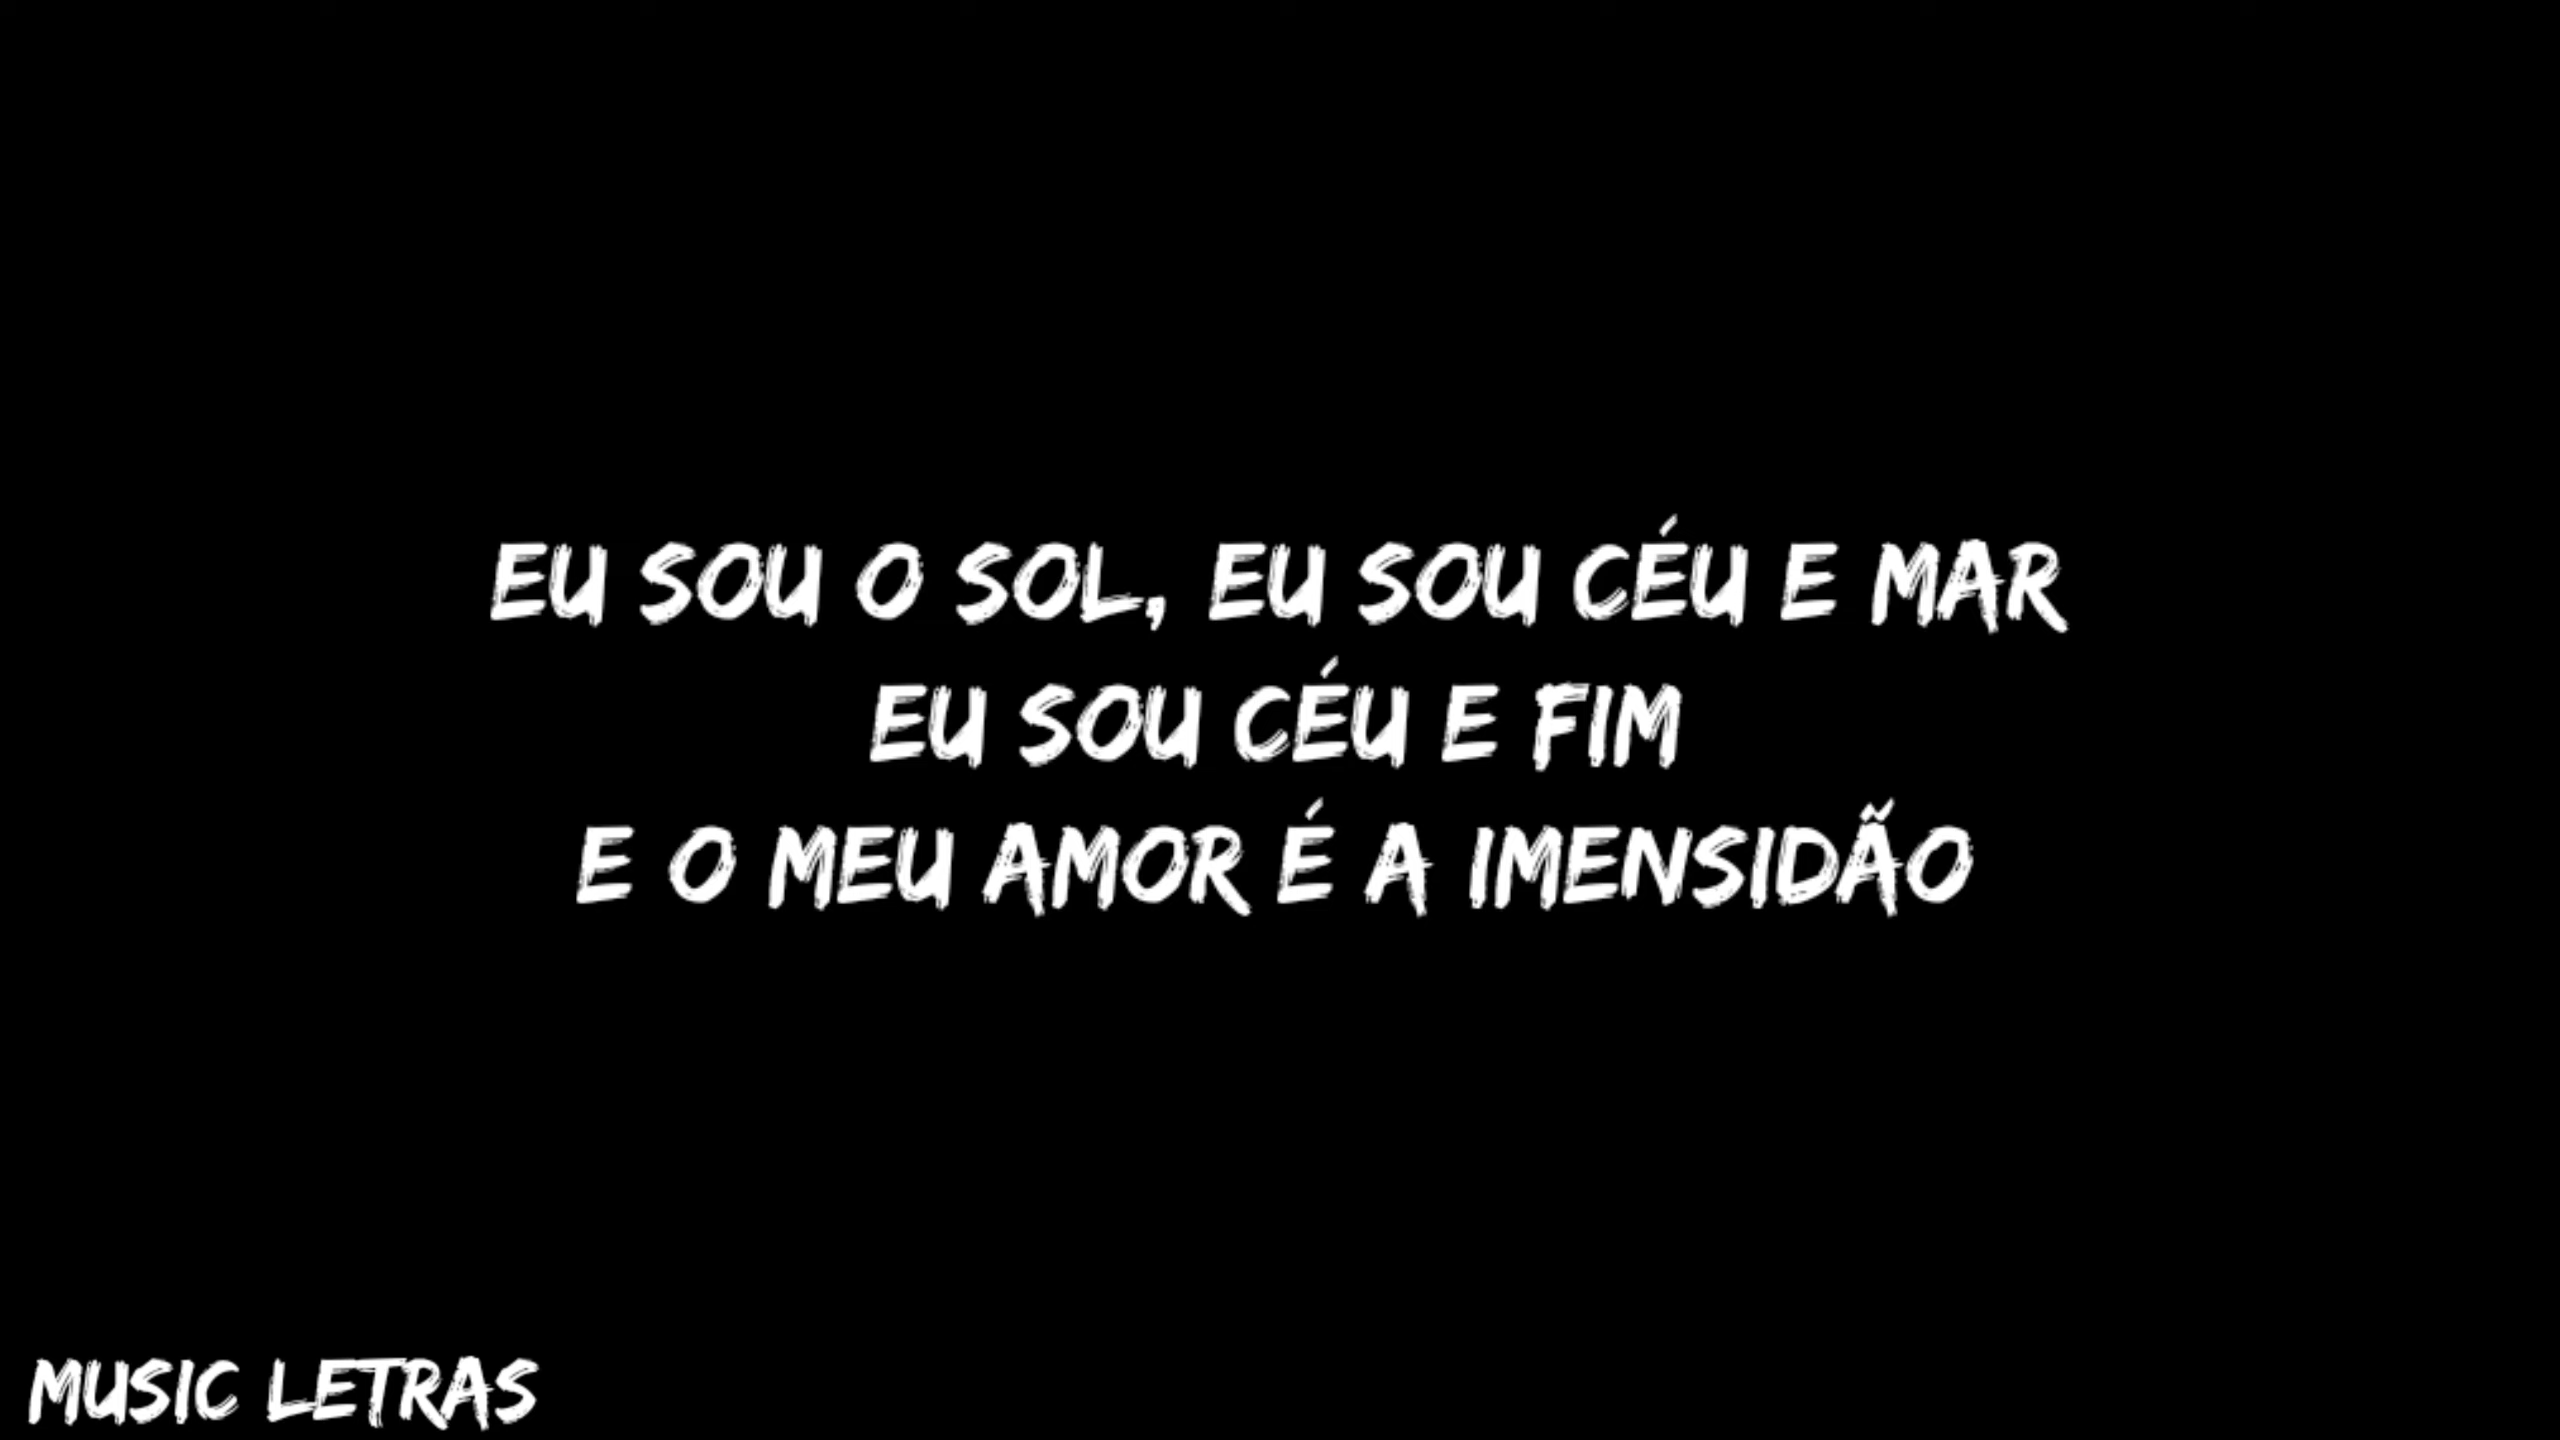 EU SOU O SOL, EU SOU CÉU E MAR
EU SOU CÉU E FIM
E O MEU AMOR É A IMENSIDÃO
MUSIC LETRAS